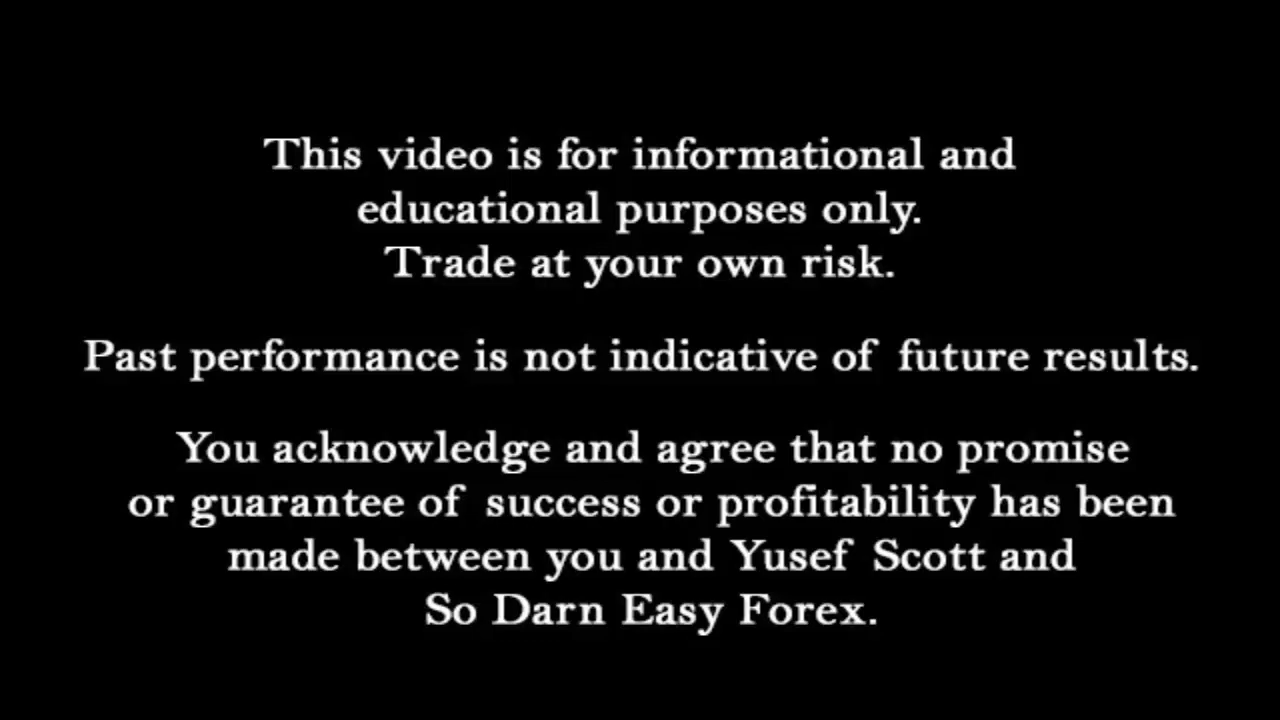 This video is for informational and
educational purposes only.
Trade at your own risk.
Past performance is not indicative of future results.
You acknowledge and agree that no promise
or guarantee of success or profitability has been
made between you and Yusef Scott and
So Darn Easy Forex.